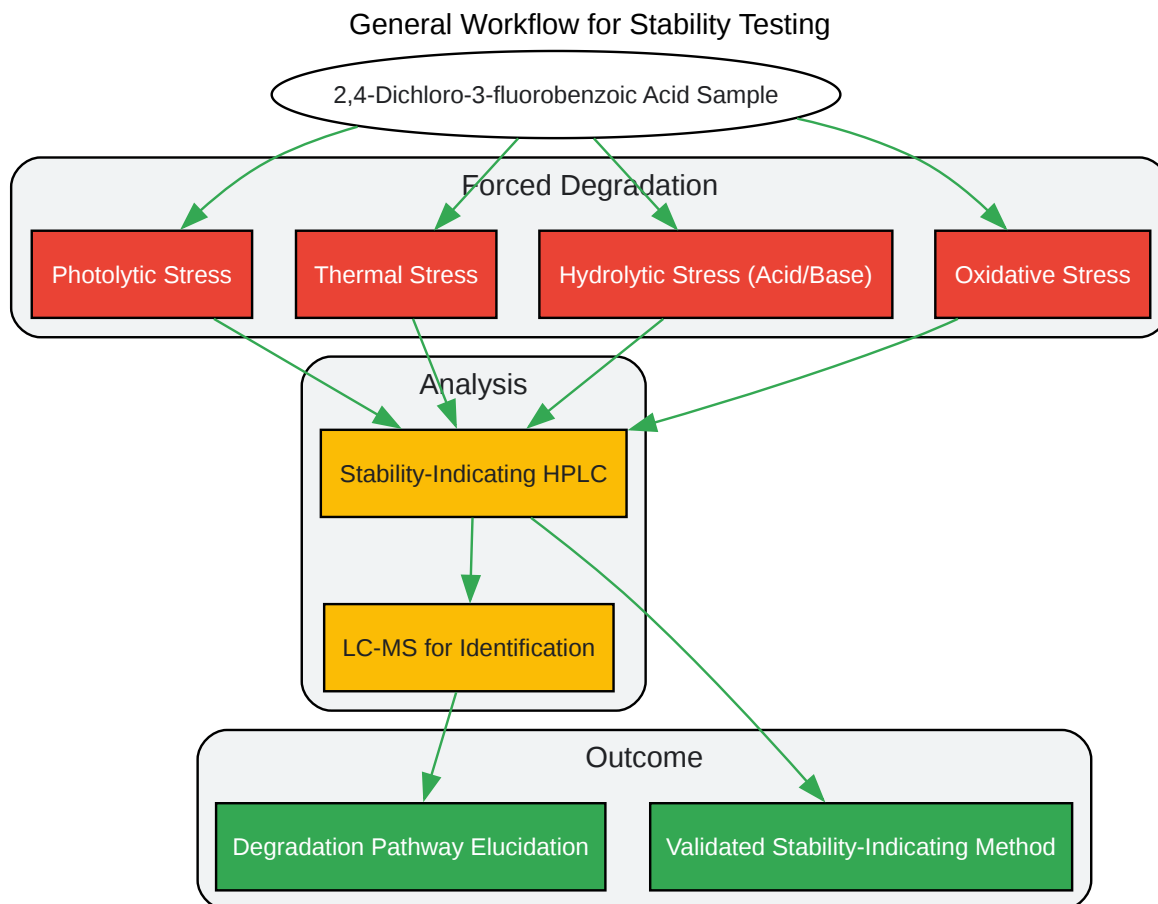 General Workflow for Stability Testing
2,4-Dichloro-3-fluorobenzoic Acid Sample
Forced Degradation
Photolytic Stress
Thermal Stress
Hydrolytic Stress (Acid/Base)
Oxidative Stress
Analysis
Stability-Indicating HPLC
LC-MS for Identification
Outcome
Degradation Pathway Elucidation
Validated Stability-Indicating Method